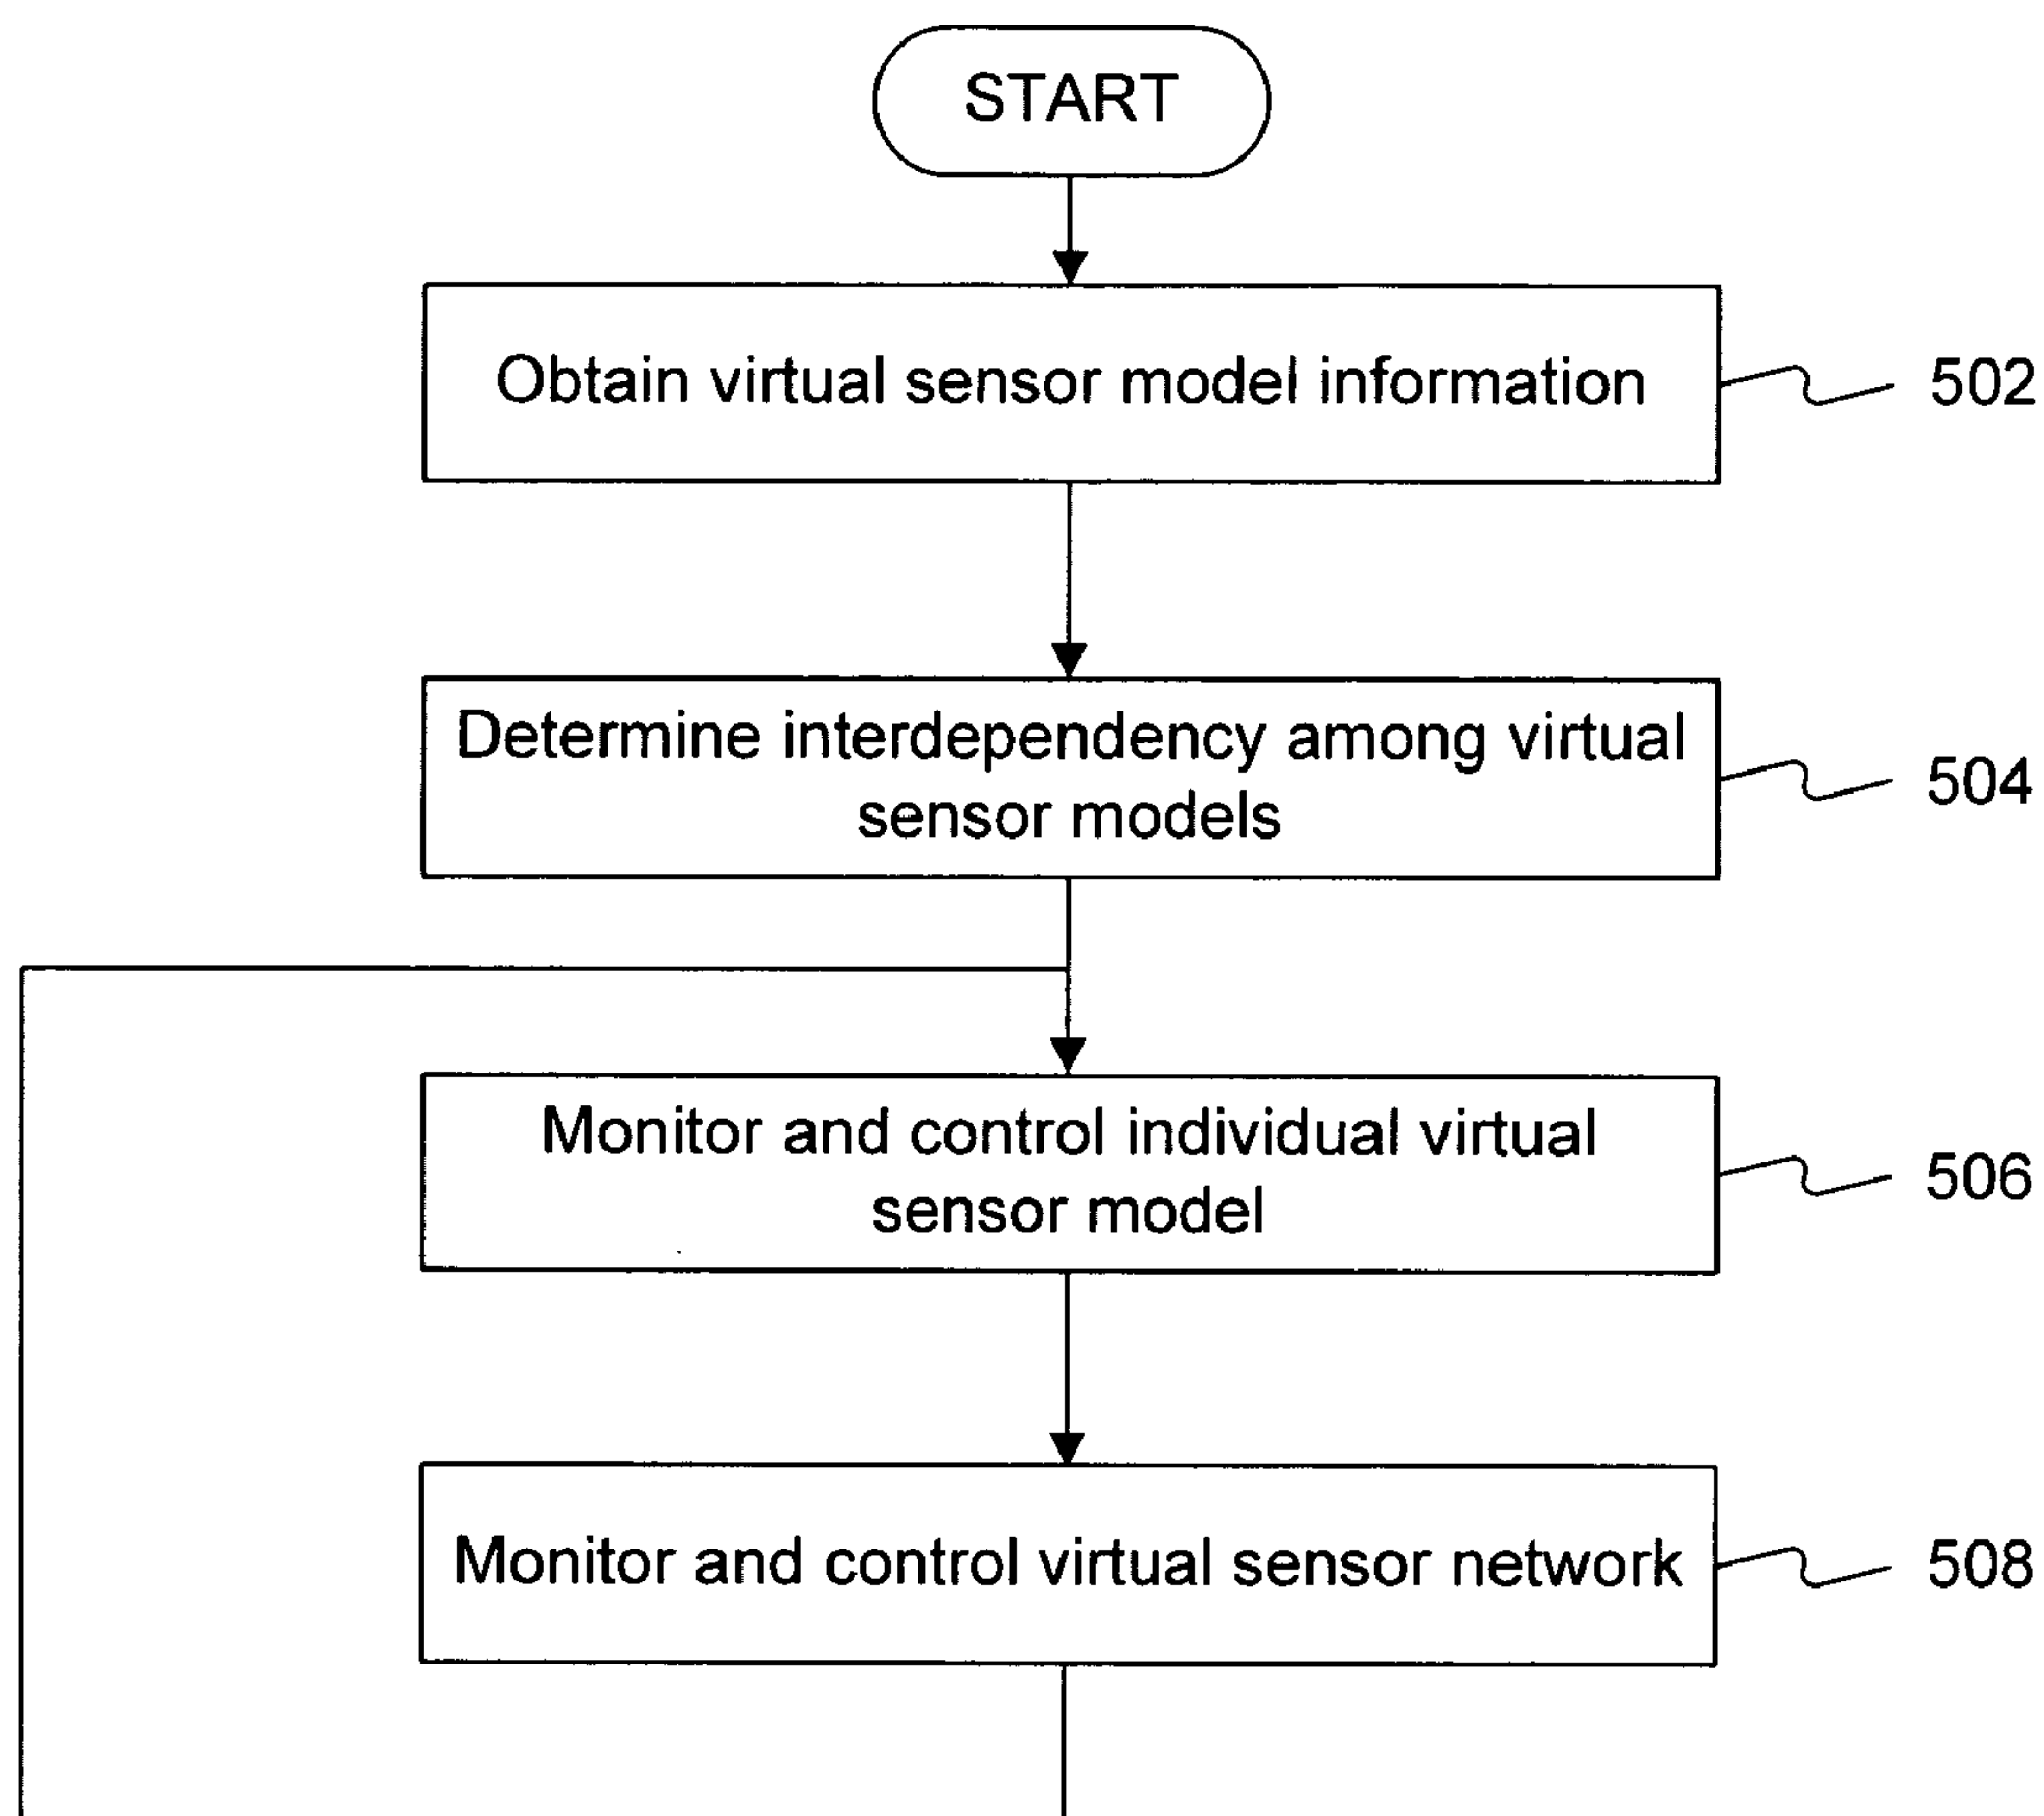 START
Obtain virtual sensor model information
502
Determine interdependency among virtual
sensor models
504
Monitor and control individual virtual
sensor model
506
Monitor and control virtual sensor network
508